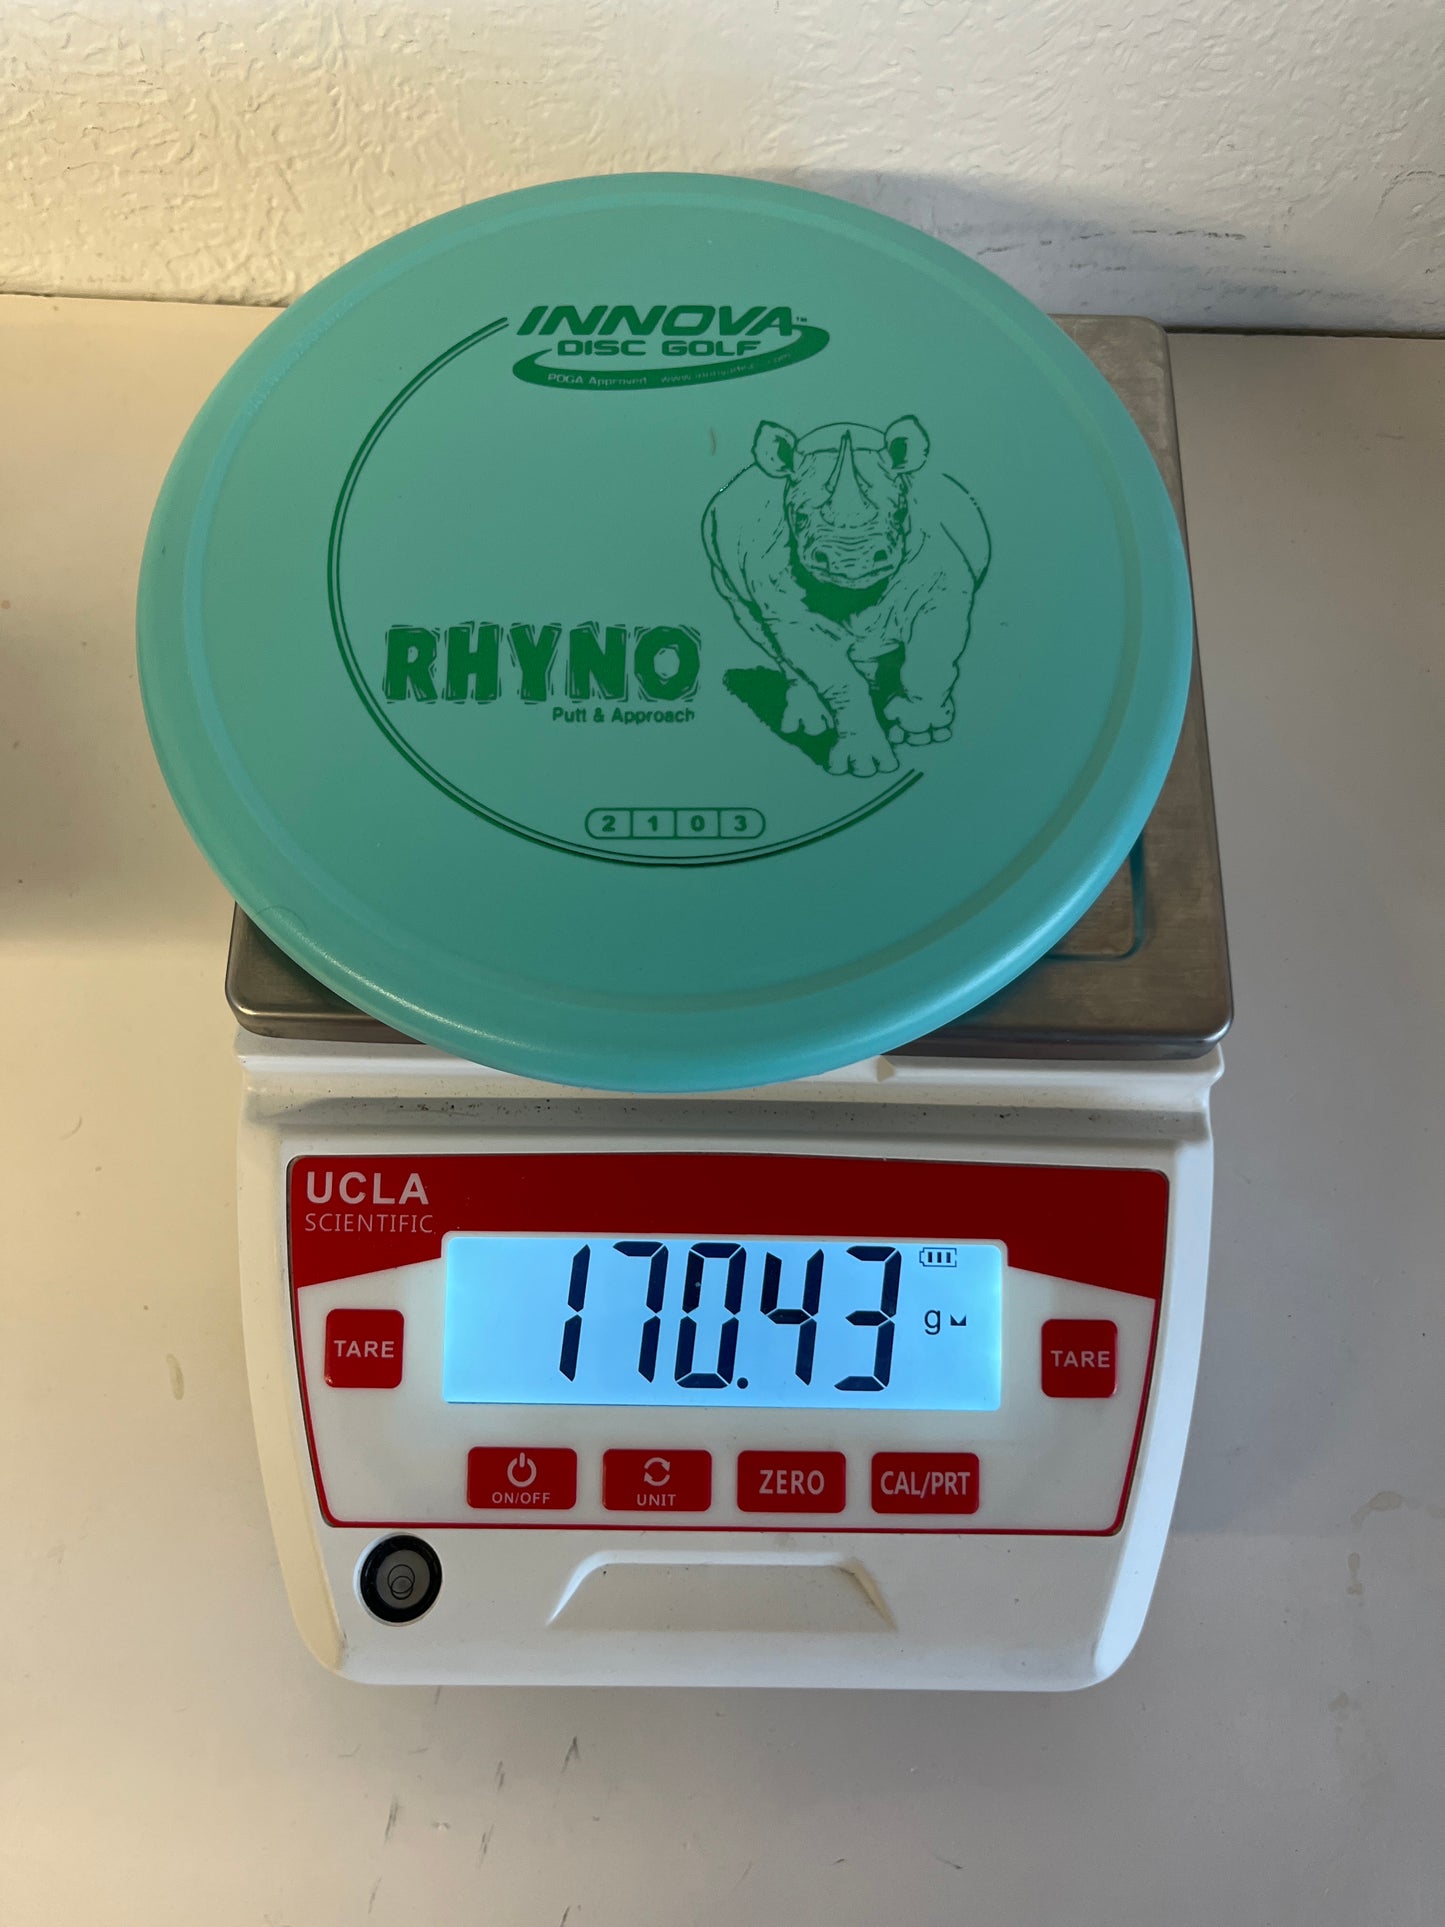 INNOVA™
DISC GOLF
PDGA Approved
RHYNO
Putt & Approach
2 1 0 3
UCLA
SCIENTIFIC
170.43 g
TARE
TARE
ON/OFF
UNIT
ZERO
CAL/PRT